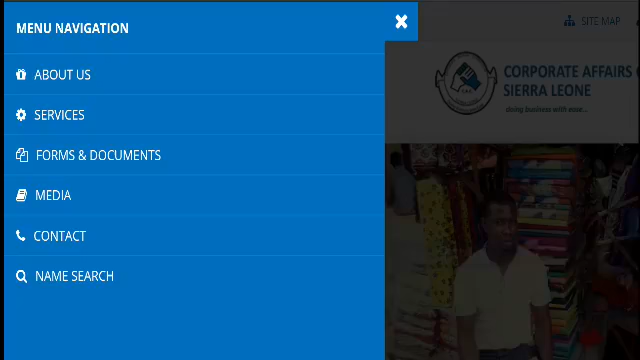 MENU NAVIGATION
SITE MAP
ABOUT US
SERVICES
FORMS & DOCUMENTS
MEDIA
CONTACT
NAME SEARCH
CORPORATE AFFAIRS
SIERRA LEONE
doing business with ease...